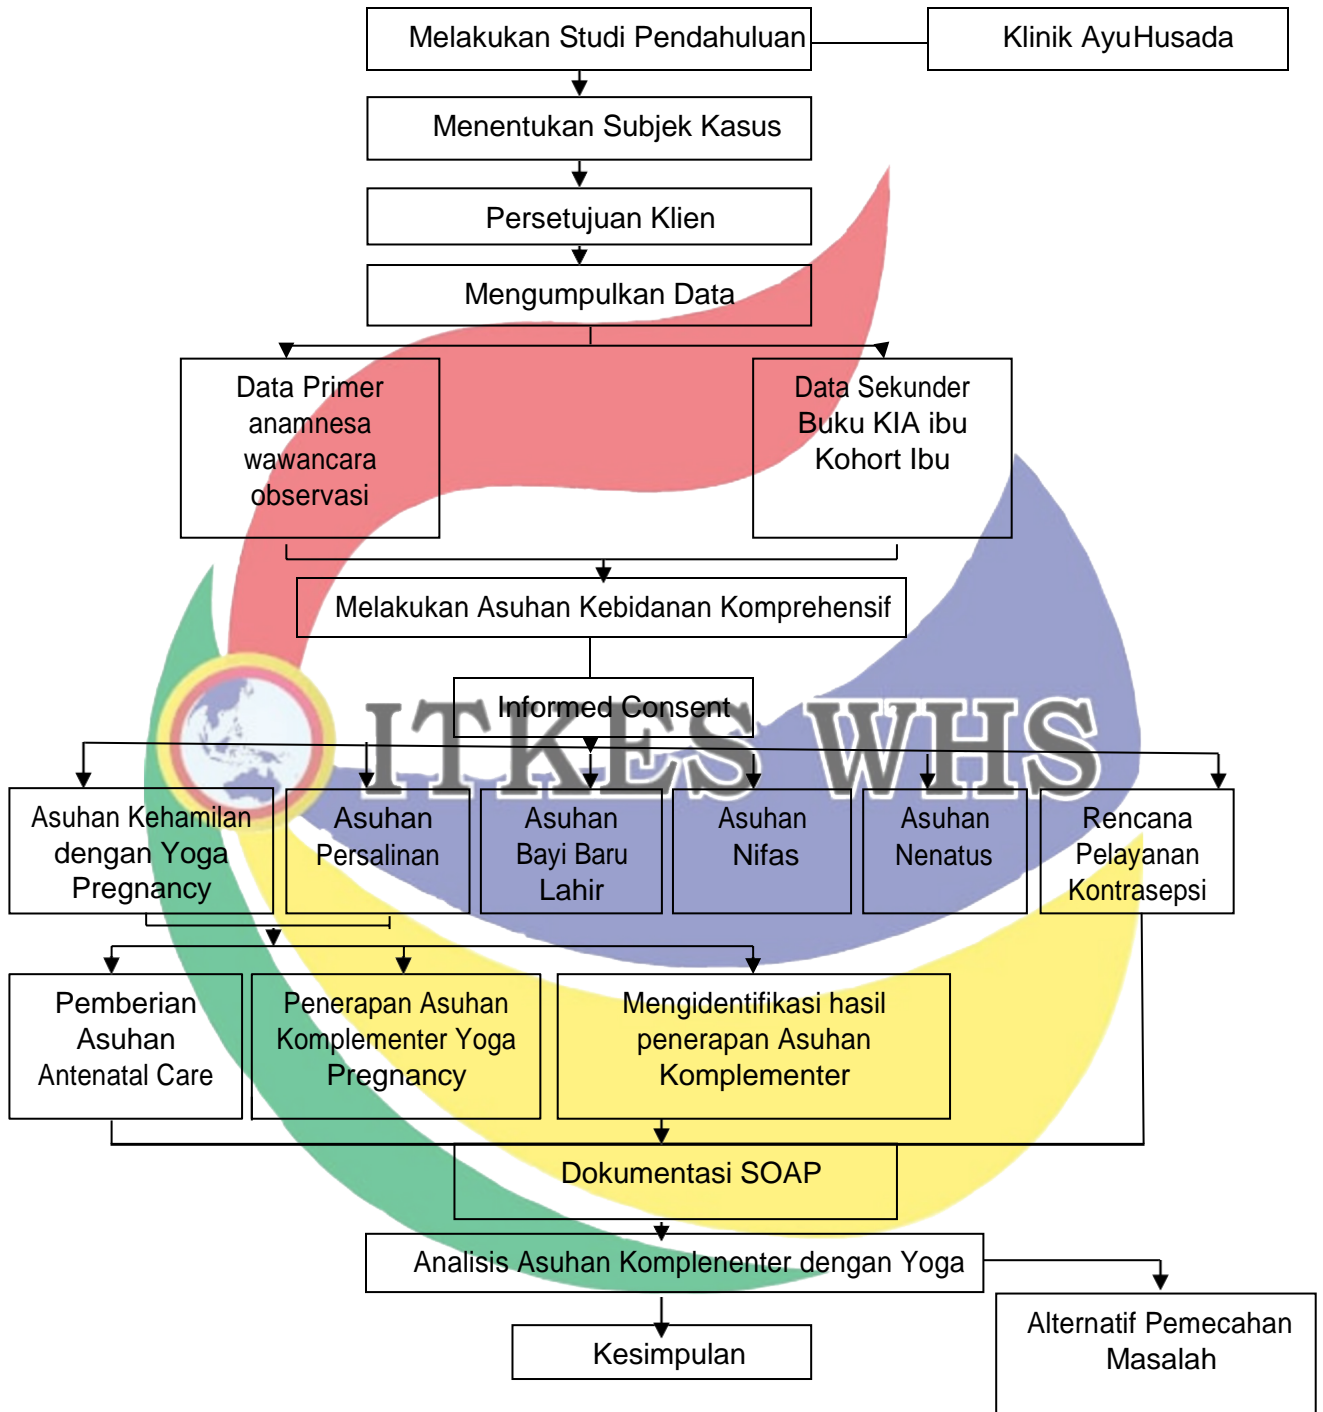 Melakukan Studi Pendahuluan
Klinik AyuHusada
Menentukan Subjek Kasus
Persetujuan Klien
Mengumpulkan Data
Data Primer
anamnesa
wawancara
observasi
Data Sekunder
Buku KIA ibu
Kohort Ibu
Melakukan Asuhan Kebidanan Komprehensif
Informed Consent
ITKES WHS
Asuhan Kehamilan
dengan Yoga
Pregnancy
Asuhan
Persalinan
Asuhan
Bayi Baru
Lahir
Asuhan
Nifas
Asuhan
Nenatus
Rencana
Pelayanan
Kontrasepsi
Pemberian
Asuhan
Antenatal Care
Penerapan Asuhan
Komplementer Yoga
Pregnancy
Mengidentifikasi hasil
penerapan Asuhan
Komplementer
Dokumentasi SOAP
Analisis Asuhan Komplenenter dengan Yoga
Alternatif Pemecahan
Masalah
Kesimpulan